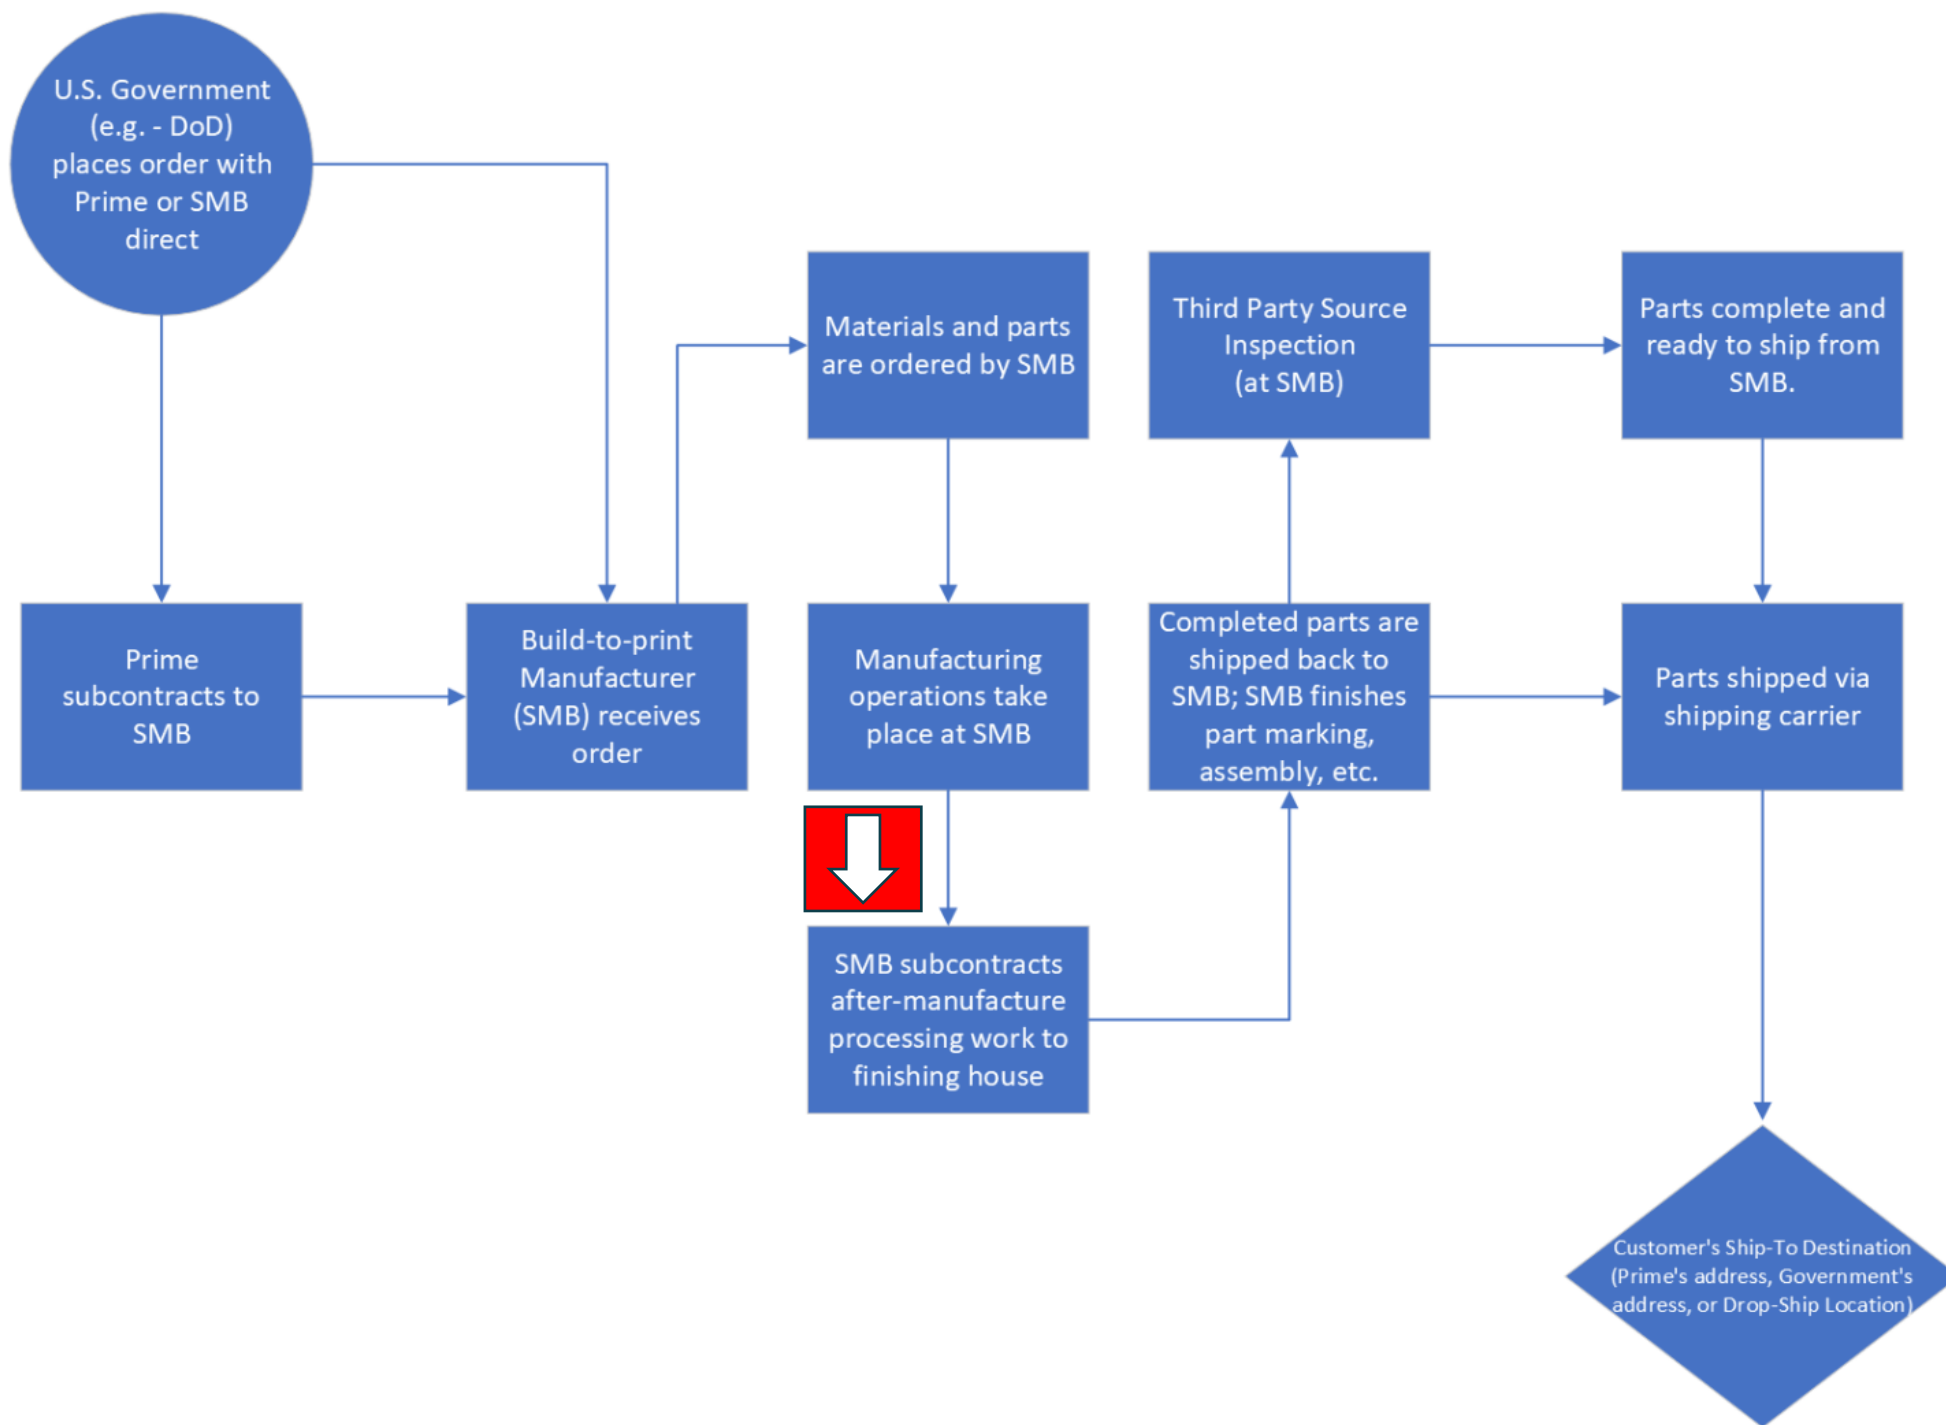 U.S. Government
(e.g. - DoD)
places order with
Prime or SMB
direct
Materials and parts
are ordered by SMB
Third Party Source
Inspection
(at SMB)
Parts complete and
ready to ship from
SMB.
Prime
subcontracts to
SMB
Build-to-print
Manufacturer
(SMB) receives
order
Manufacturing
operations take
place at SMB
Completed parts are
shipped back to
SMB; SMB finishes
part marking,
assembly, etc.
Parts shipped via
shipping carrier
SMB subcontracts
after-manufacture
processing work to
finishing house
Customer's Ship-To Destination
(Prime's address, Government's
address, or Drop-Ship Location)